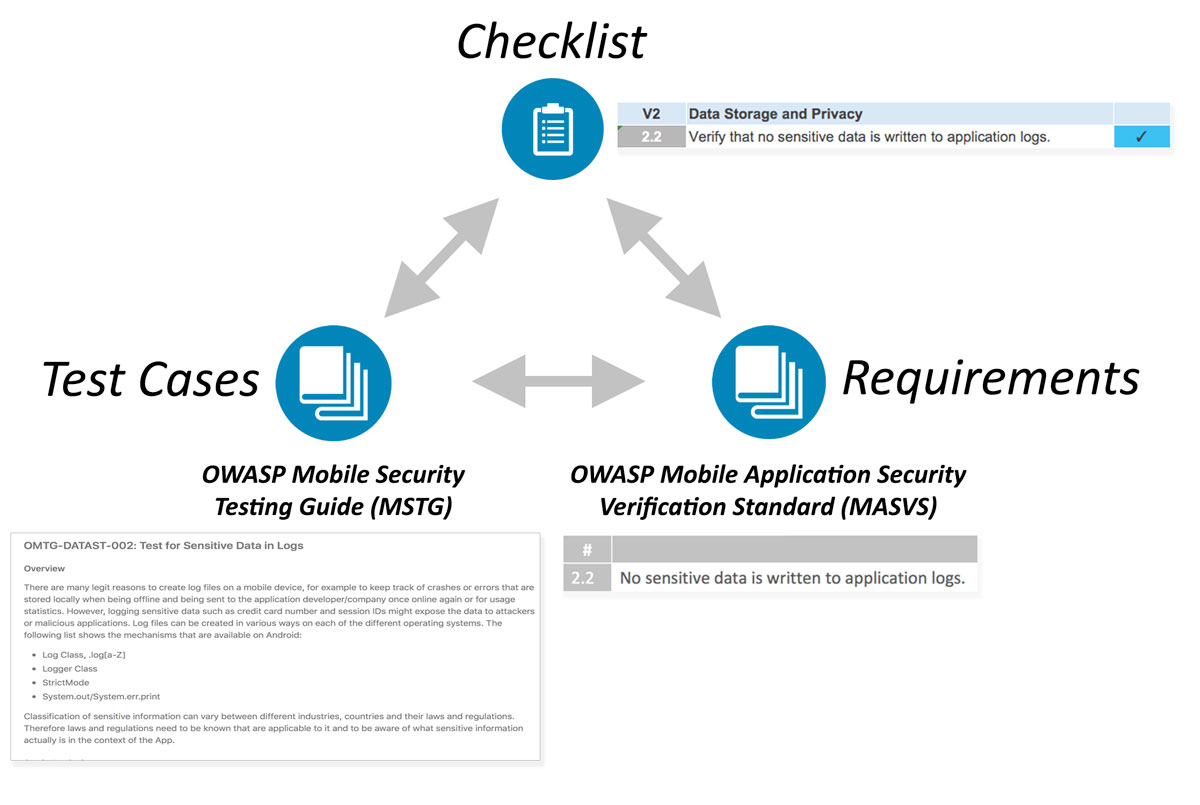 Checklist
V2 Data Storage and Privacy
2.2 Verify that no sensitive data is written to application logs. ✓
Test Cases
Requirements
OWASP Mobile Security
Testing Guide (MSTG)
OWASP Mobile Application Security
Verification Standard (MASVS)
OMTG-DATAST-002: Test for Sensitive Data in Logs
Overview
There are many legit reasons to create log files on a mobile device, for example to keep track of crashes or errors that are
stored locally when being offline and being sent to the application developer/company once online again or for usage
statistics. However, logging sensitive data such as credit card number and session IDs might expose the data to attackers
or malicious applications. Log files can be created in various ways on each of the different operating systems. The
following list shows the mechanisms that are available on Android:
• Log Class, .log[a-Z]
• Logger Class
• StrictMode
• System.out/System.err.print
Classification of sensitive information can vary between different industries, countries and their laws and regulations.
Therefore laws and regulations need to be known that are applicable to it and to be aware of what sensitive information
actually is in the context of the App.
#
2.2 No sensitive data is written to application logs.